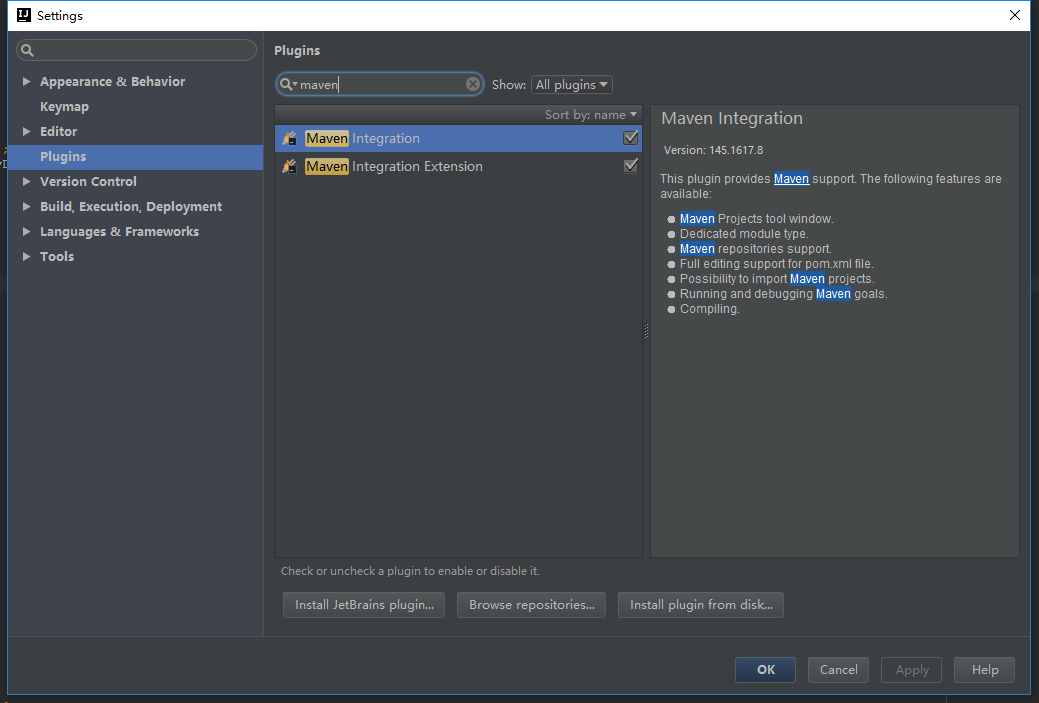 Settings
Plugins
Appearance & Behavior
Keymap
Editor
Plugins
Version Control
Build, Execution, Deployment
Languages & Frameworks
Tools
maven
Show: All plugins
Sort by: name
Maven Integration
Maven Integration Extension
Maven Integration
Version: 145.1617.8
This plugin provides Maven support. The following features are
available:
Maven Projects tool window.
Dedicated module type.
Maven repositories support.
Full editing support for pom.xml file.
Possibility to import Maven projects.
Running and debugging Maven goals.
Compiling.
Check or uncheck a plugin to enable or disable it.
Install JetBrains plugin... Browse repositories... Install plugin from disk...
OK Cancel Apply Help